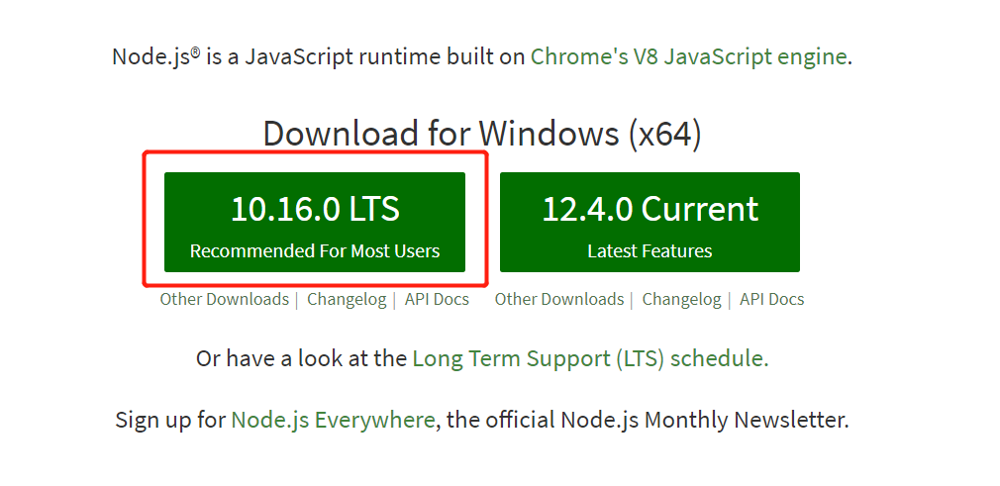 Node.js® is a JavaScript runtime built on Chrome's V8 JavaScript engine.
Download for Windows (x64)
10.16.0 LTS
Recommended For Most Users
12.4.0 Current
Latest Features
Other Downloads | Changelog | API Docs
Other Downloads | Changelog | API Docs
Or have a look at the Long Term Support (LTS) schedule.
Sign up for Node.js Everywhere, the official Node.js Monthly Newsletter.